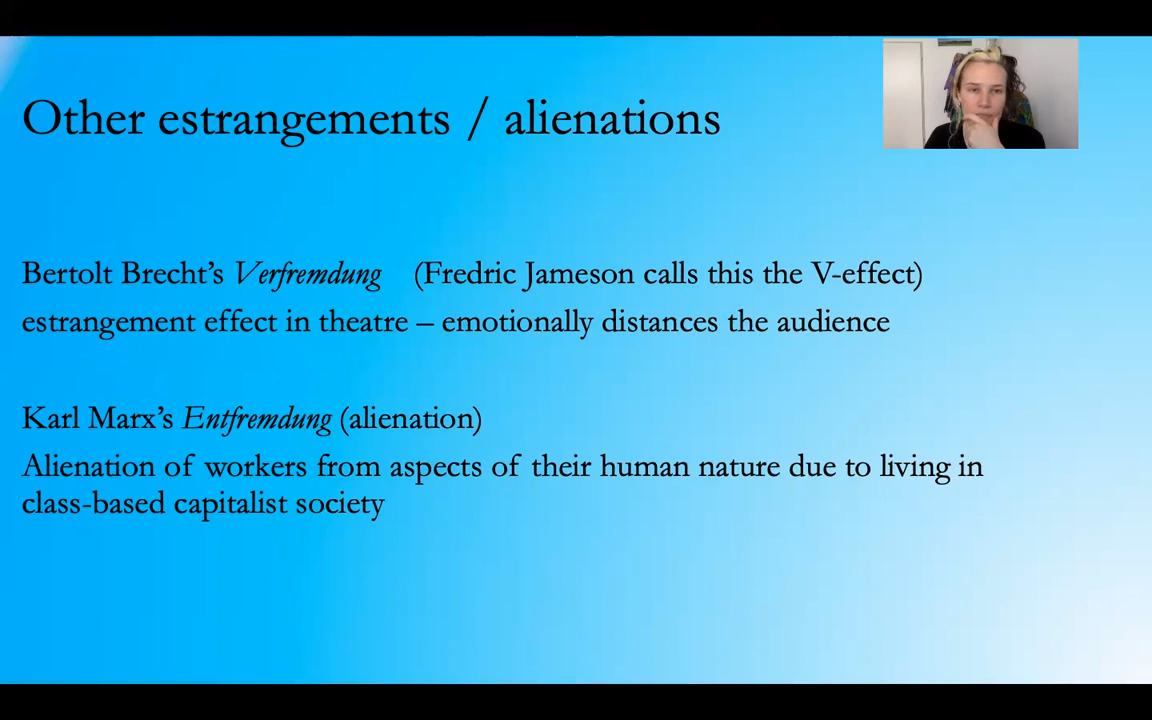 Other estrangements / alienations
Bertolt Brecht’s Verfremdung (Fredric Jameson calls this the V-effect)
estrangement effect in theatre – emotionally distances the audience
Karl Marx’s Entfremdung (alienation)
Alienation of workers from aspects of their human nature due to living in
class-based capitalist society